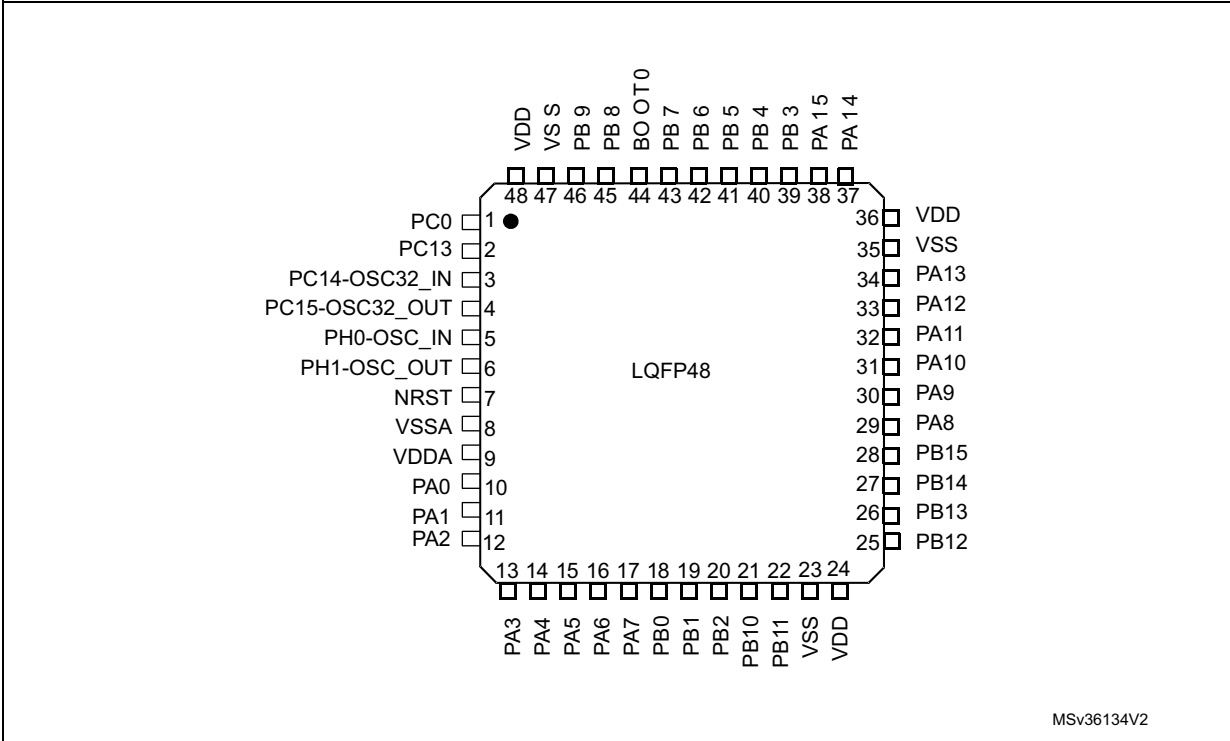 VDD
VSS
PB9
PB8
BOOT0
PB7
PB6
PB5
PB4
PB3
PA15
PA14
48
47
46
45
44
43
42
41
40
39
38
37
PC0 1
PC13 2
PC14-OSC32_IN 3
PC15-OSC32_OUT 4
PH0-OSC_IN 5
PH1-OSC_OUT 6
NRST 7
VSSA 8
VDDA 9
PA0 10
PA1 11
PA2 12
LQFP48
36 VDD
35 VSS
34 PA13
33 PA12
32 PA11
31 PA10
30 PA9
29 PA8
28 PB15
27 PB14
26 PB13
25 PB12
13
14
15
16
17
18
19
20
21
22
23
24
PA3
PA4
PA5
PA6
PA7
PB0
PB1
PB2
PB10
PB11
VSS
VDD
MSv36134V2